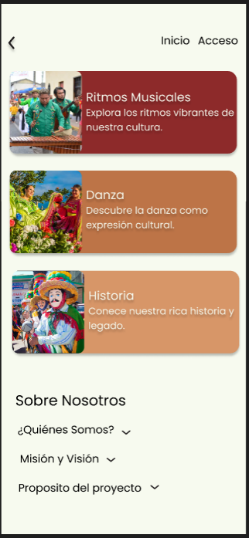 Inicio Acceso
Ritmos Musicales
Explora los ritmos vibrantes de
nuestra cultura.
Danza
Descubre la danza como
expresión cultural.
Historia
Conece nuestra rica historia y
legado.
Sobre Nosotros
¿Quiénes Somos?
Misión y Visión
Proposito del proyecto